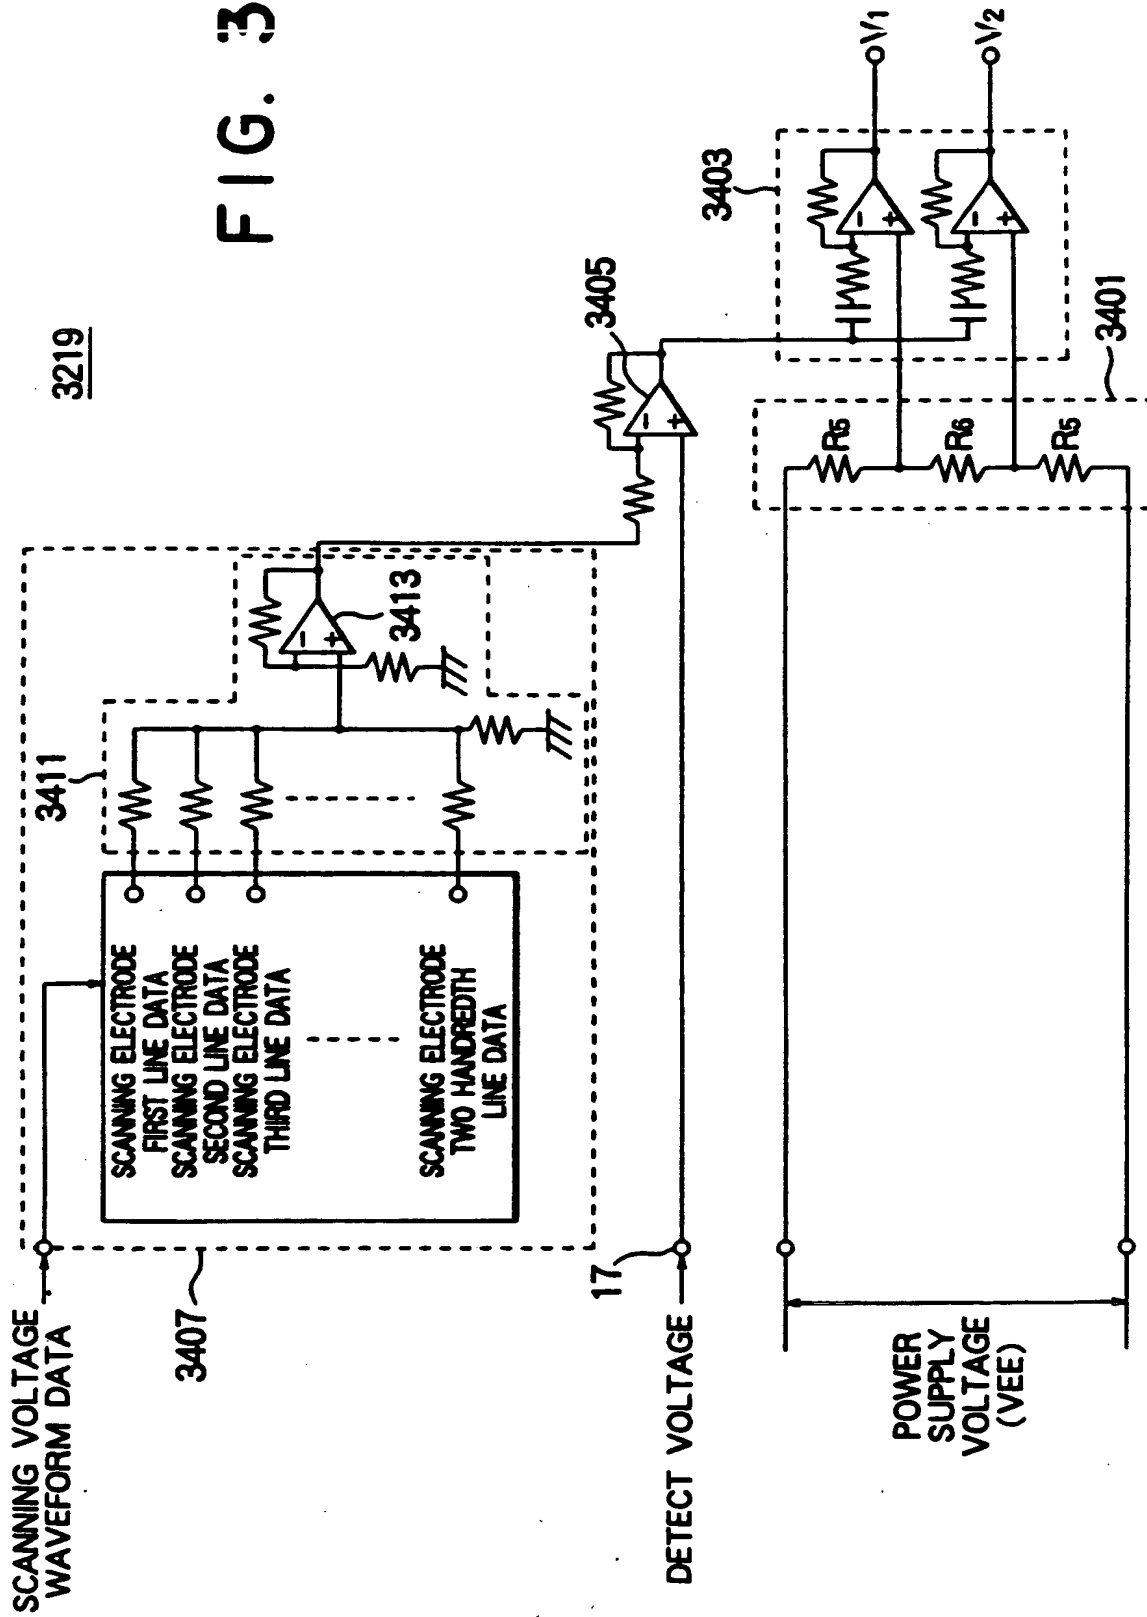 FIG. 3
3219
SCANNING VOLTAGE
WAVEFORM DATA
3407
SCANNING ELECTRODE
FIRST LINE DATA
SCANNING ELECTRODE
SECOND LINE DATA
SCANNING ELECTRODE
THIRD LINE DATA
SCANNING ELECTRODE
TWO HANDREDTH
LINE DATA
3411
-
+
3413
DETECT VOLTAGE
17
-
+
3405
POWER
SUPPLY
VOLTAGE
(VEE)
R5
R6
R5
3401
3403
-
+
V1
-
+
V2